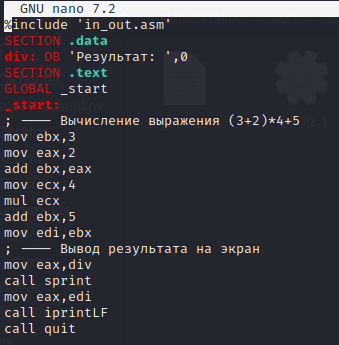 GNU nano 7.2
%include 'in_out.asm'
SECTION .data
div: DB 'Результат: ',0
SECTION .text
GLOBAL _start
_start:
; ---- Вычисление выражения (3+2)*4+5
mov ebx,3
mov eax,2
add ebx,eax
mov ecx,4
mul ecx
add ebx,5
mov edi,ebx
; ---- Вывод результата на экран
mov eax,div
call sprint
mov eax,edi
call iprintLF
call quit